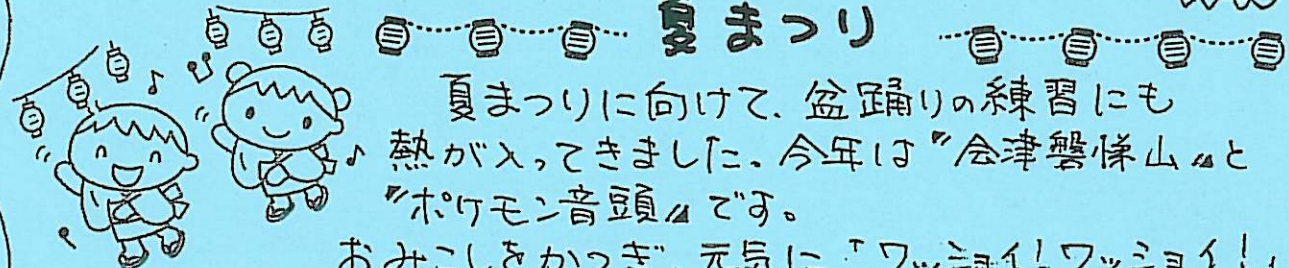 夏まつり
夏まつりに向けて、盆踊りの練習にも
熱が入ってきました。今年は〝会津磐梯山〟と
〝ポケモン音頭〟です。
おみこしをかつぎ、元気に「ワッショイ！ワッショイ！」